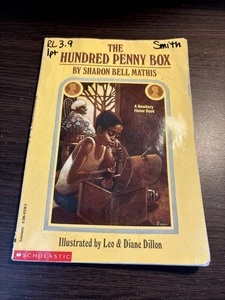 RL 3.9
1pt
Smith
THE
HUNDRED PENNY BOX
BY SHARON BELL MATHIS
A Newbery
Honor Book
Illustrated by Leo & Diane Dillon
SCHOLASTIC